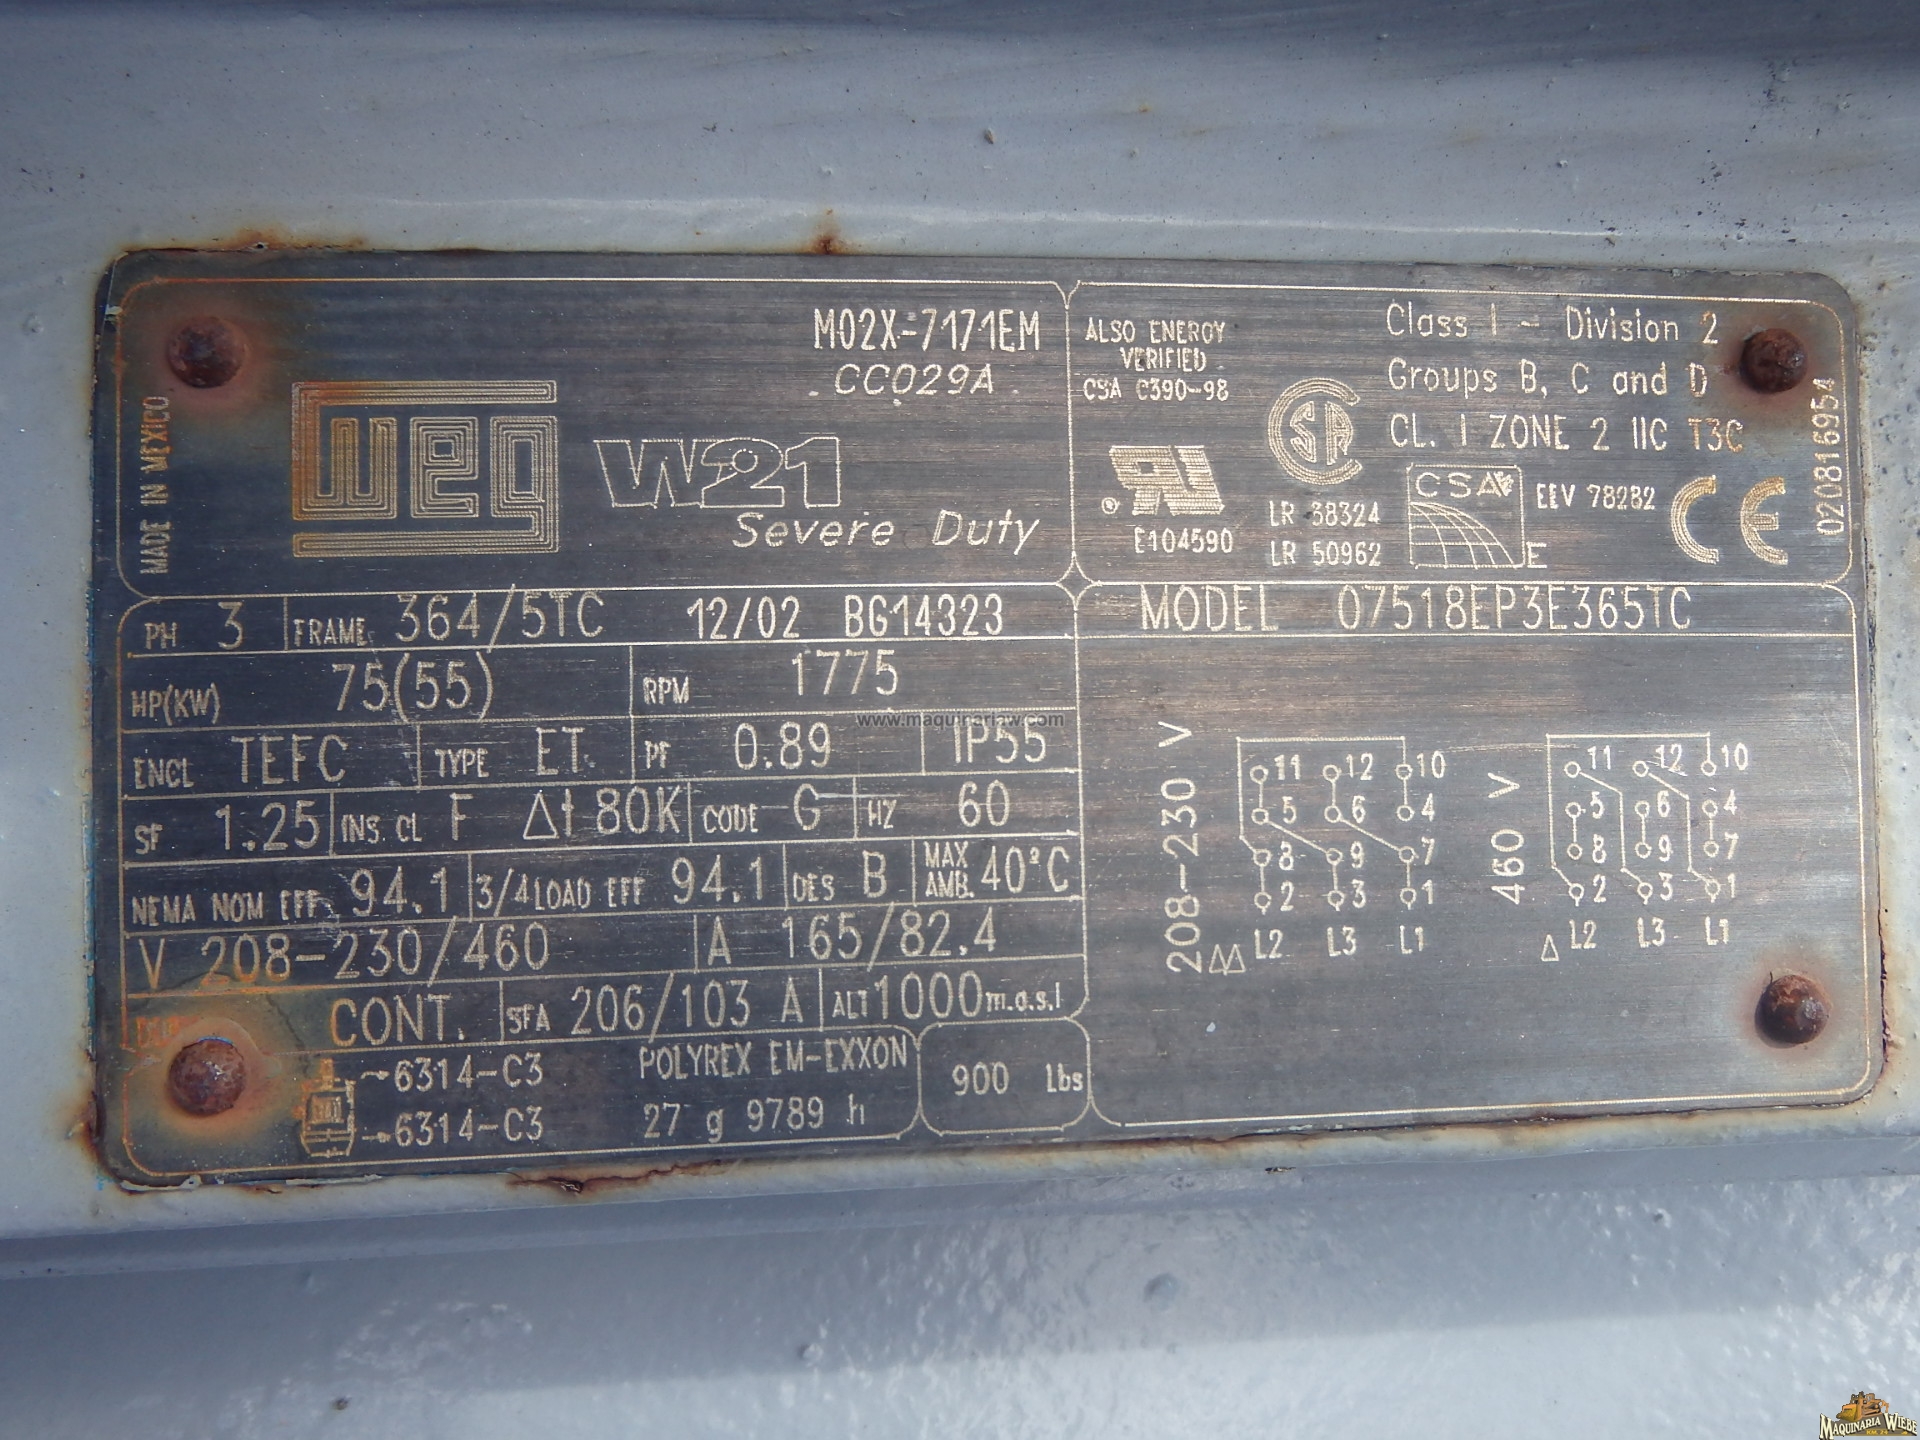 MADE IN MEXICO
weg
W21
Severe Duty
M02X-7171EM
CC029A
ALSO ENERGY
VERIFIED
CSA C390-98
Class I - Division 2
Groups B, C and D
CL. I ZONE 2 IIC T3C
® E104590
LR 38324
LR 50962
CSA
E
EEV 78282
CE
020816954
PH 3 FRAME 364/5TC 12/02 BG14323
HP(KW) 75(55) RPM 1775
ENCL TEFC TYPE ET PF 0.89 IP55
SF 1.25 INS. CL F Δt 80K CODE G HZ 60
NEMA NOM EFF 94.1 3/4 LOAD EFF 94.1 DES B MAX AMB. 40°C
V 208-230/460 A 165/82.4
CONT. SFA 206/103 A ALT 1000 m.a.s.l
6314-C3
6314-C3
POLYREX EM-EXXON
27 g 9789 h
900 Lbs
MODEL 07518EP3E365TC
208-230 V
11 12 10
5 6 4
8 9 7
2 3 1
ΔΔ L2 L3 L1
460 V
11 12 10
5 6 4
8 9 7
2 3 1
Δ L2 L3 L1
www.maquinariaw.com
MAQUINARIA WIEBE